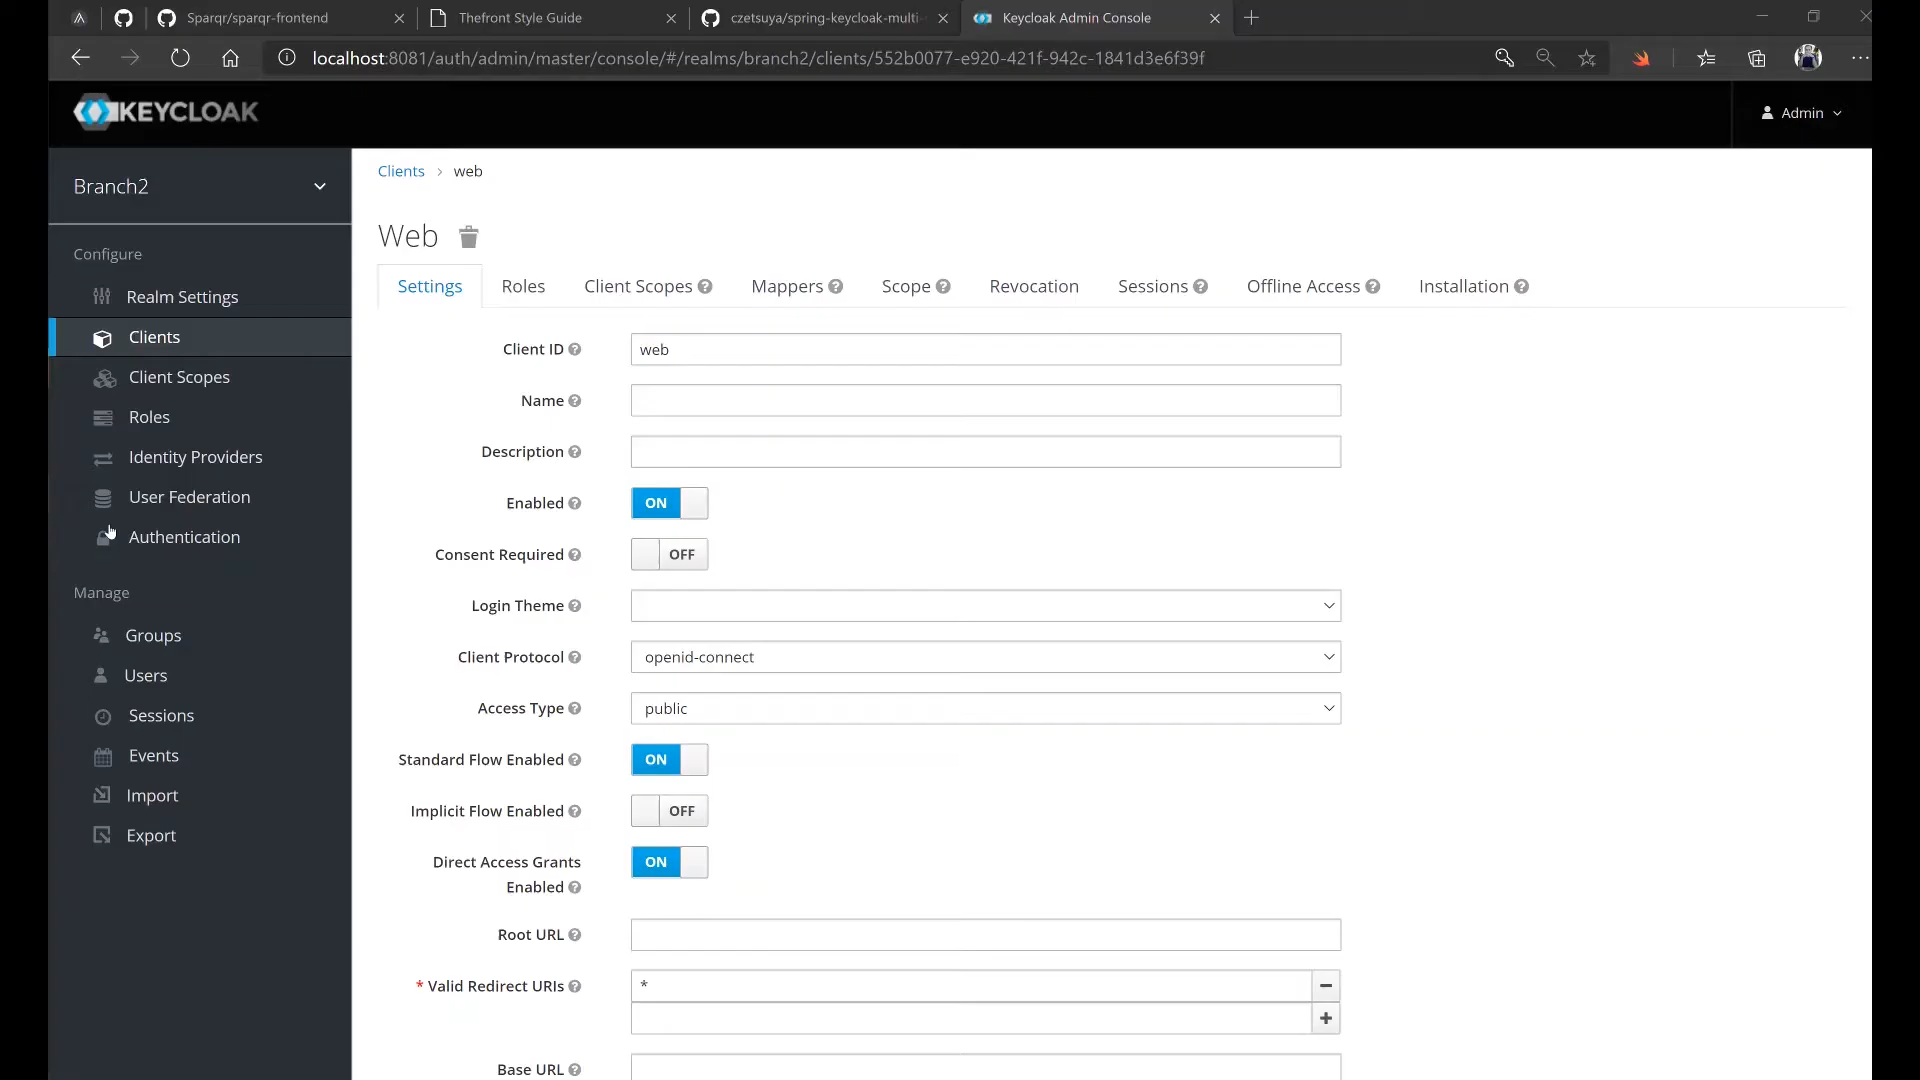 Sparqr/sparqr-frontend
Thefront Style Guide
czetsuya/spring-keycloak-multi-
Keycloak Admin Console
localhost:8081/auth/admin/master/console/#/realms/branch2/clients/552b0077-e920-421f-942c-1841d3e6f39f
KEYCLOAK
Admin
Branch2
Configure
Realm Settings
Clients
Client Scopes
Roles
Identity Providers
User Federation
Authentication
Manage
Groups
Users
Sessions
Events
Import
Export
Clients > web
Web
Settings Roles Client Scopes Mappers Scope Revocation Sessions Offline Access Installation
Client ID web
Name
Description
Enabled ON
Consent Required OFF
Login Theme
Client Protocol openid-connect
Access Type public
Standard Flow Enabled ON
Implicit Flow Enabled OFF
Direct Access Grants
Enabled ON
Root URL
* Valid Redirect URIs *
Base URL